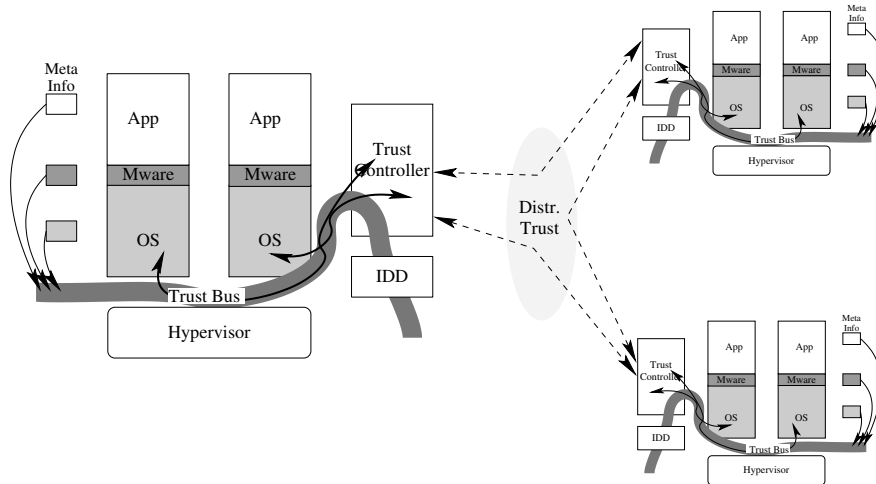 Meta
Info
App
App
Mware
Mware
OS
OS
Trust
Controller
IDD
Trust Bus
Hypervisor
Distr.
Trust
Trust
Controller
App
App
Meta
Info
Mware
Mware
OS
OS
IDD
Trust Bus
Hypervisor
Trust
Controller
App
App
Meta
Info
Mware
Mware
OS
OS
IDD
Trust Bus
Hypervisor